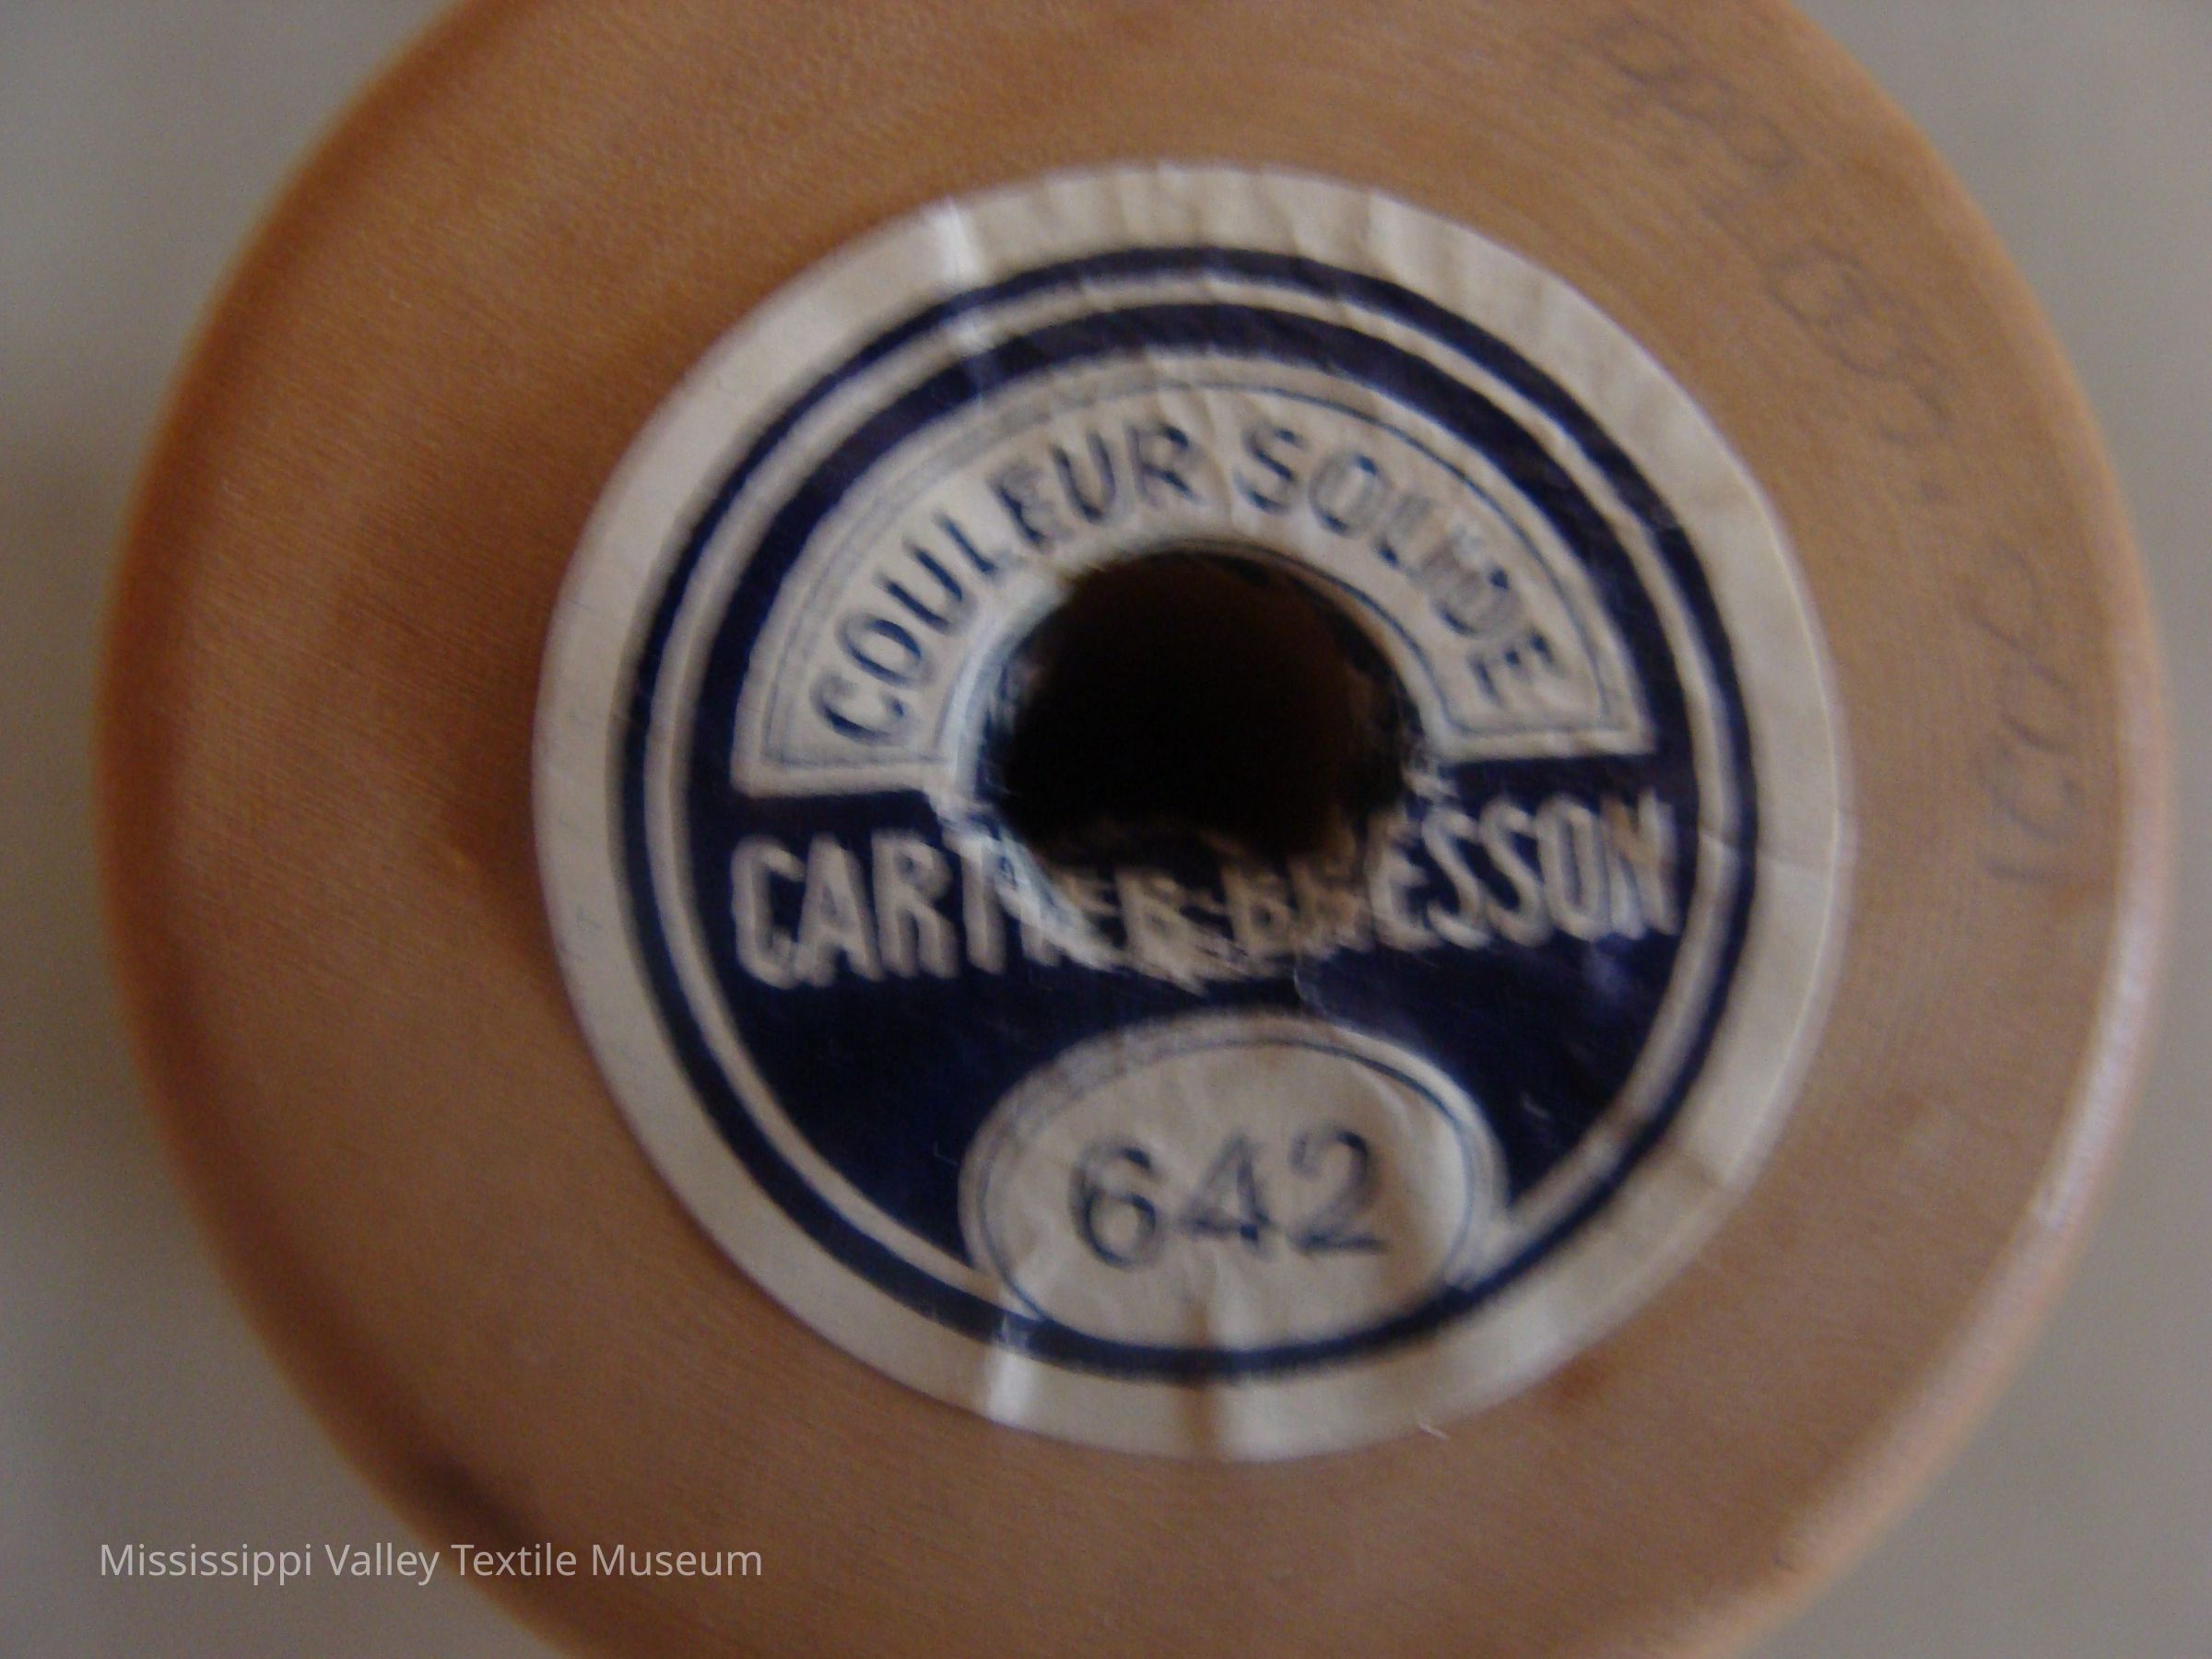 COULEUR SOLIDE
CARTIER-BRESSON
642
Mississippi Valley Textile Museum